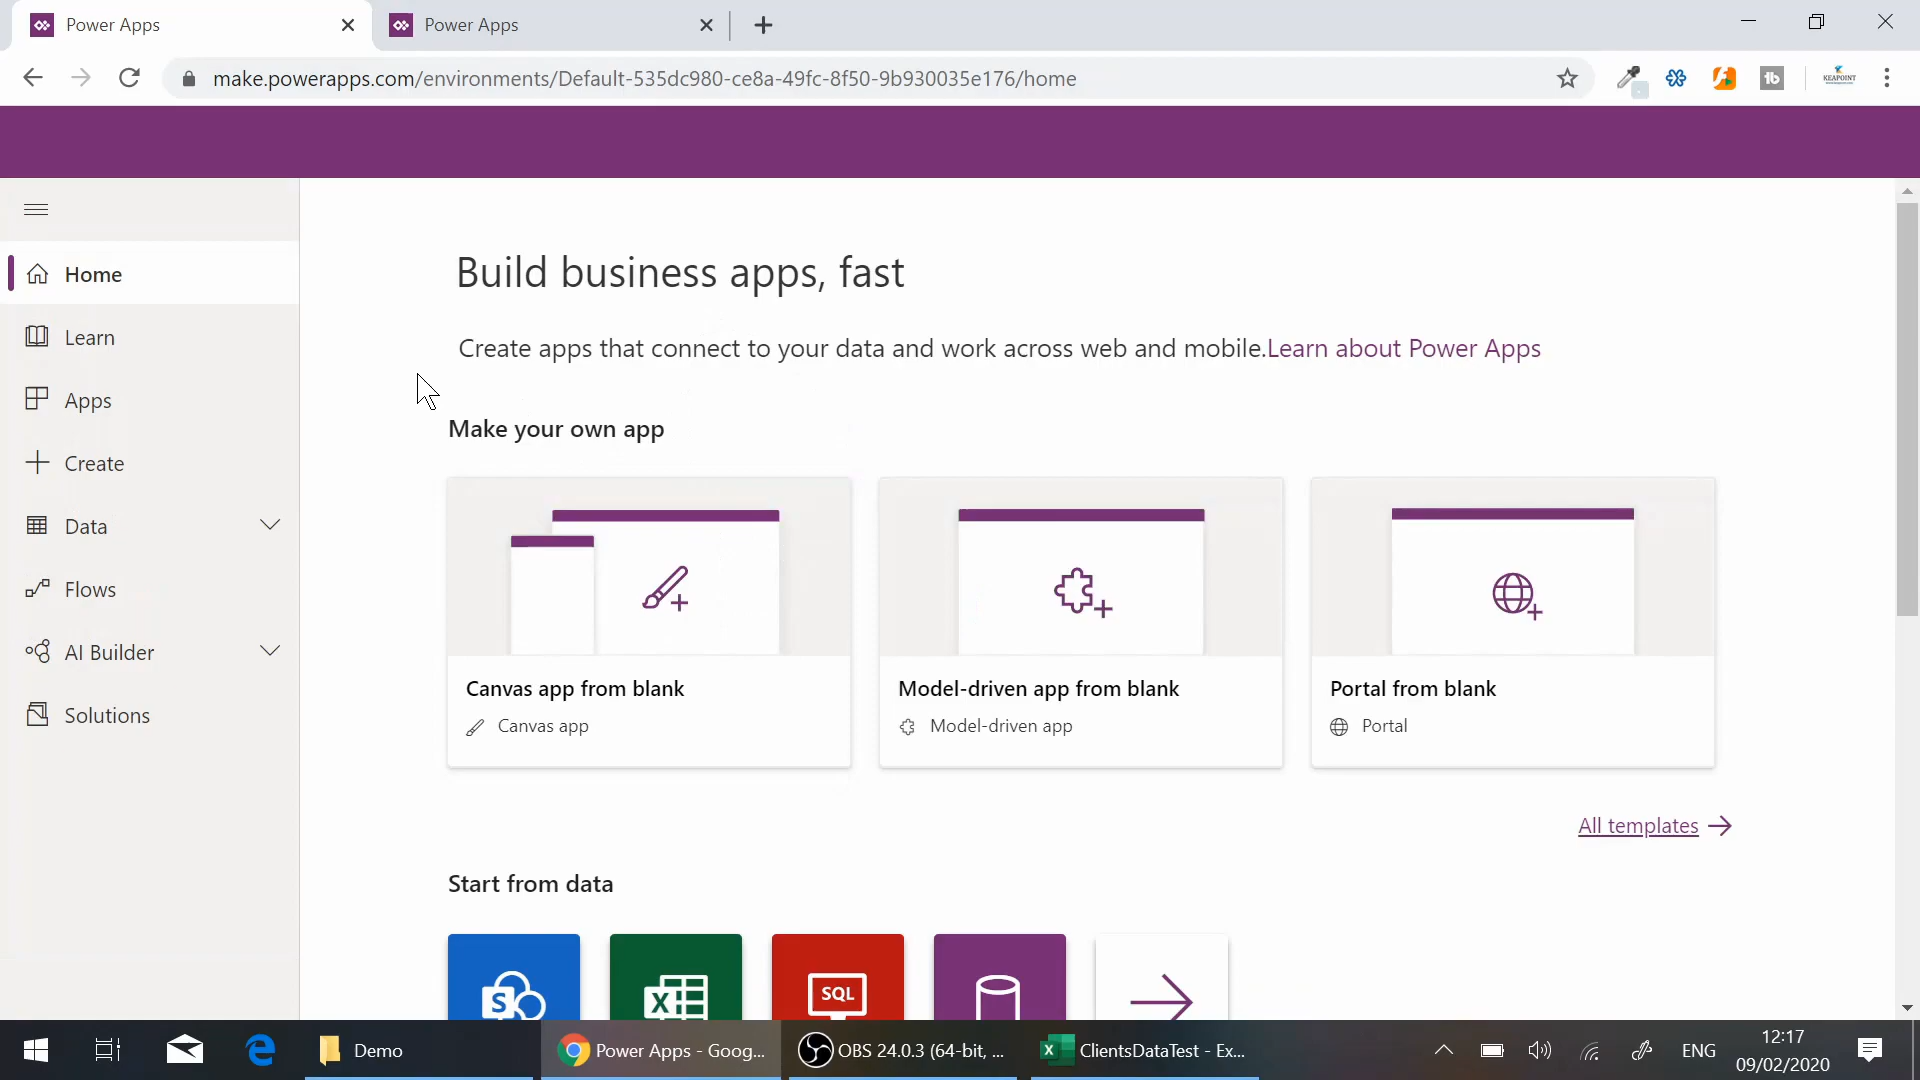 Power Apps
Power Apps
make.powerapps.com/environments/Default-535dc980-ce8a-49fc-8f50-9b930035e176/home
KEAPOINT
Home
Learn
Apps
Create
Data
Flows
AI Builder
Solutions
Build business apps, fast
Create apps that connect to your data and work across web and mobile.Learn about Power Apps
Make your own app
Canvas app from blank
Canvas app
Model-driven app from blank
Model-driven app
Portal from blank
Portal
All templates
Start from data
S
X
SQL
Demo
Power Apps - Goog...
OBS 24.0.3 (64-bit, ...
ClientsDataTest - Ex...
ENG
12:17
09/02/2020